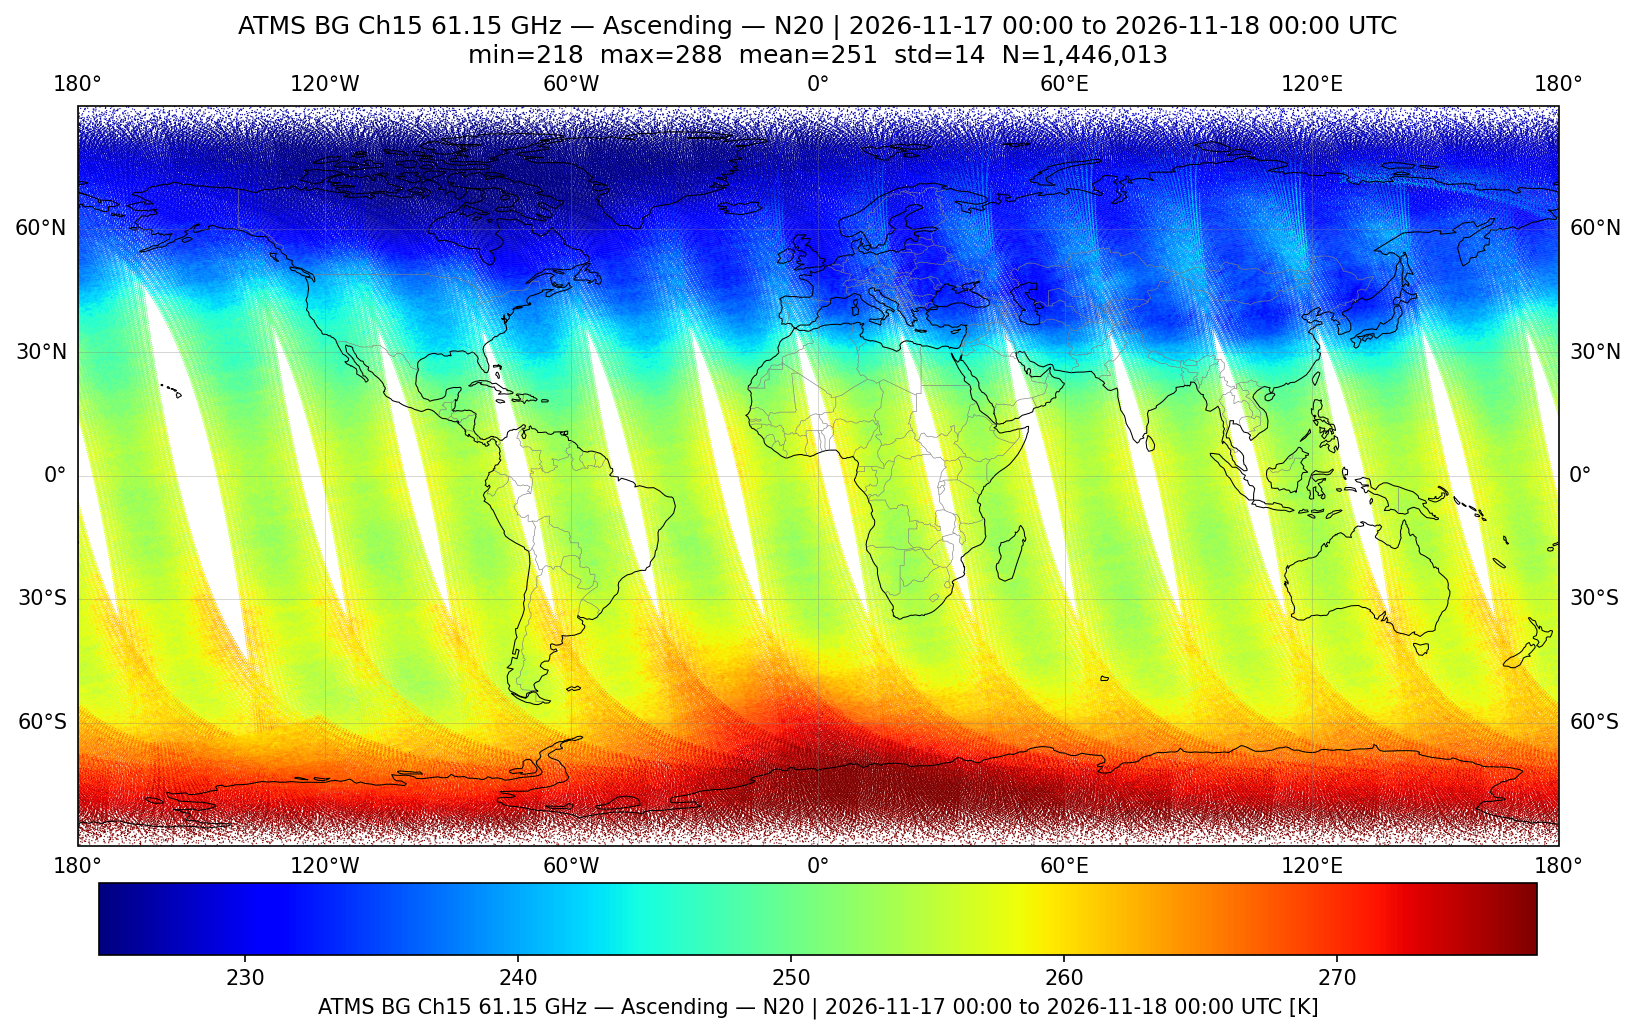 ATMS BG Ch15 61.15 GHz — Ascending — N20 | 2026-11-17 00:00 to 2026-11-18 00:00 UTC
min=218  max=288  mean=251  std=14  N=1,446,013
180° 120°W 60°W 0° 60°E 120°E 180°
60°N 60°N
30°N 30°N
0° 0°
30°S 30°S
60°S 60°S
180° 120°W 60°W 0° 60°E 120°E 180°
230 240 250 260 270
ATMS BG Ch15 61.15 GHz — Ascending — N20 | 2026-11-17 00:00 to 2026-11-18 00:00 UTC [K]